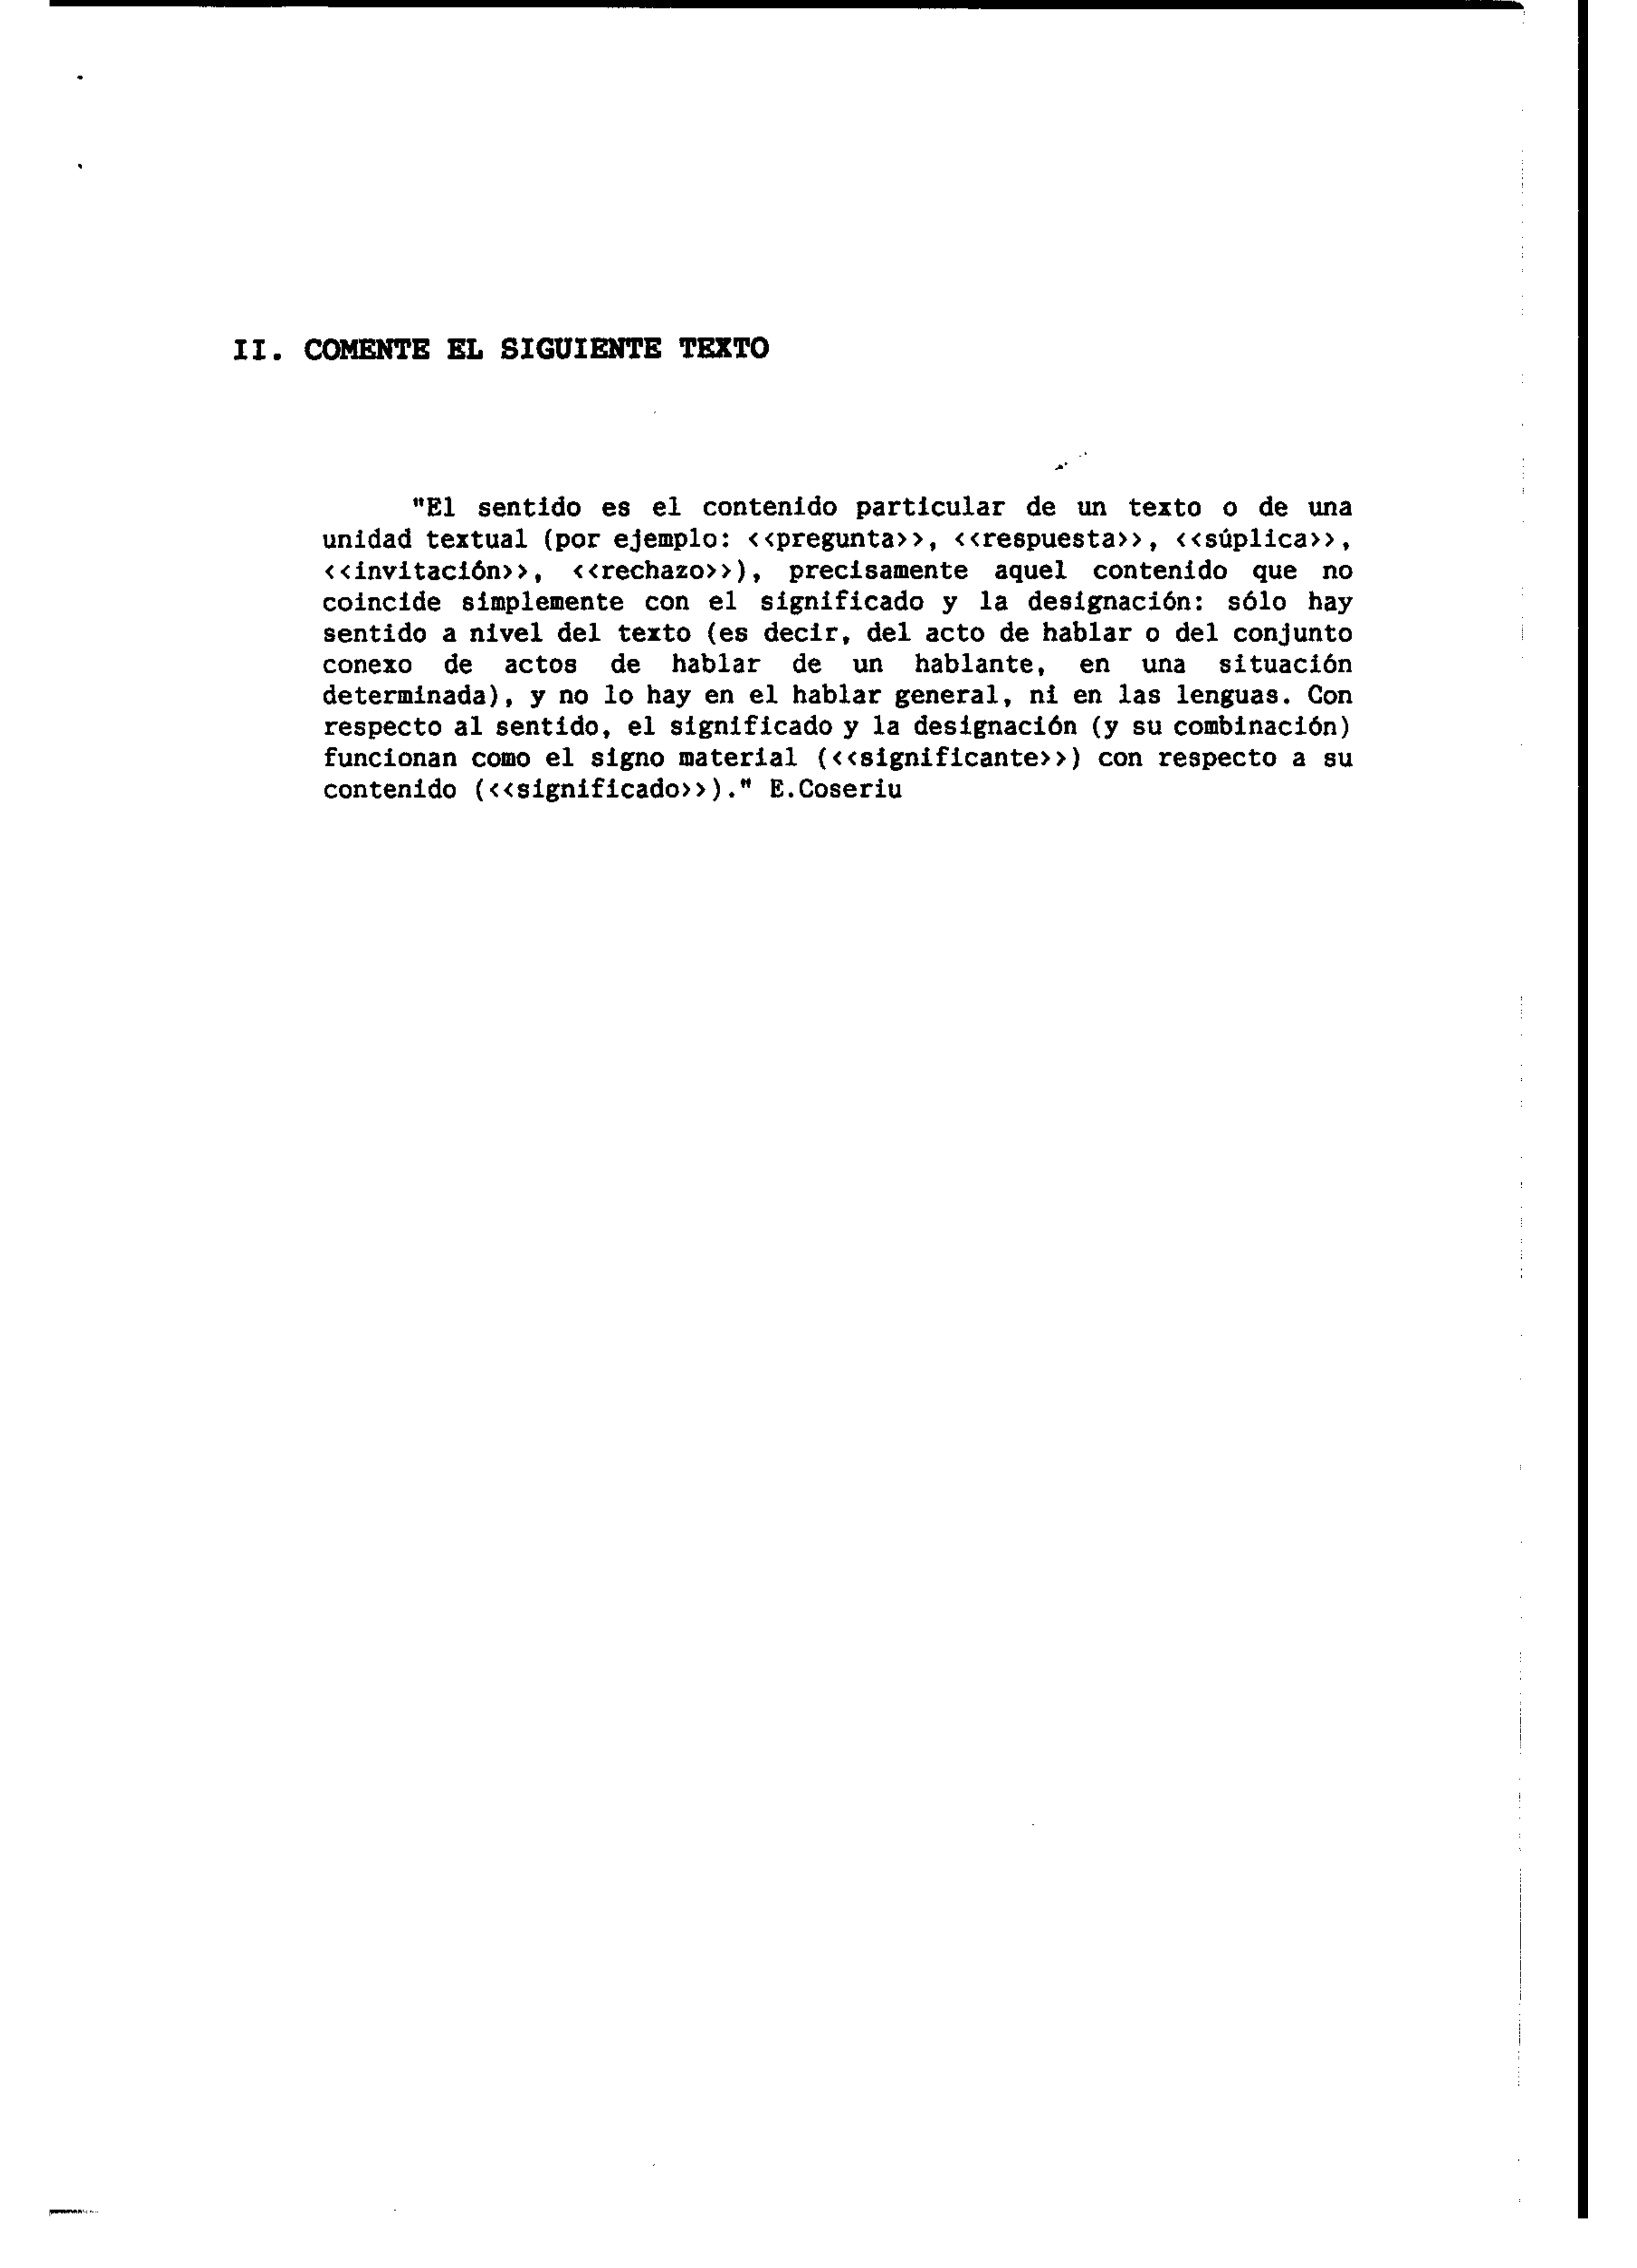 II. COMENTE EL SIGUIENTE TEXTO
"El sentido es el contenido particular de un texto o de una
unidad textual (por ejemplo: <<pregunta>>, <<respuesta>>, <<súplica>>,
<<invitación>>, <<rechazo>>), precisamente aquel contenido que no
coincide simplemente con el significado y la designación: sólo hay
sentido a nivel del texto (es decir, del acto de hablar o del conjunto
conexo de actos de hablar de un hablante, en una situación
determinada), y no lo hay en el hablar general, ni en las lenguas. Con
respecto al sentido, el significado y la designación (y su combinación)
funcionan como el signo material (<<significante>>) con respecto a su
contenido (<<significado>>)." E.Coseriu